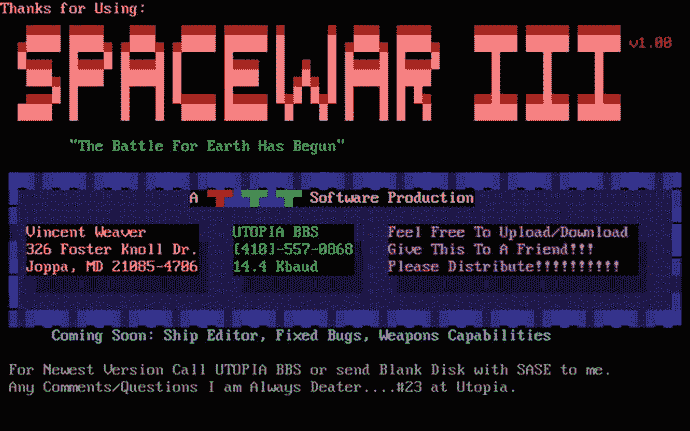 Thanks for Using:
SPACEWAR III v1.00
"The Battle For Earth Has Begun"
A TTT Software Production
Vincent Weaver UTOPIA BBS Feel Free To Upload/Download
326 Foster Knoll Dr. [410]-557-0868 Give This To A Friend!!!
Joppa, MD 21085-4706 14.4 Kbaud Please Distribute!!!!!!!!!!
Coming Soon: Ship Editor, Fixed Bugs, Weapons Capabilities
For Newest Version Call UTOPIA BBS or send Blank Disk with SASE to me.
Any Comments/Questions I am Always Deater....#23 at Utopia.